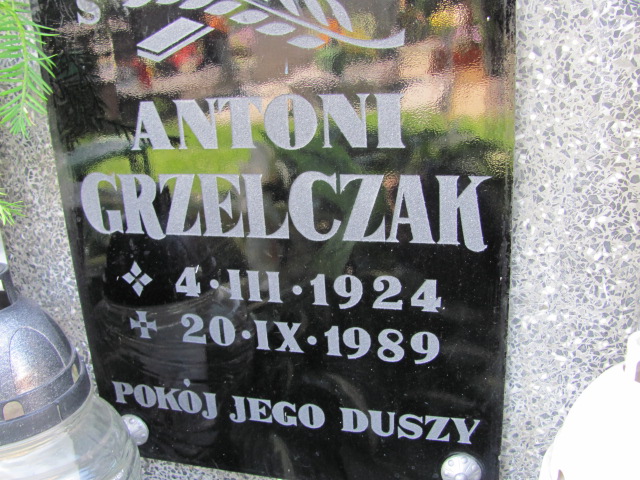 S
ANTONI
GRZELCZAK
4·III·1924
20·IX·1989
POKÓJ JEGO DUSZY